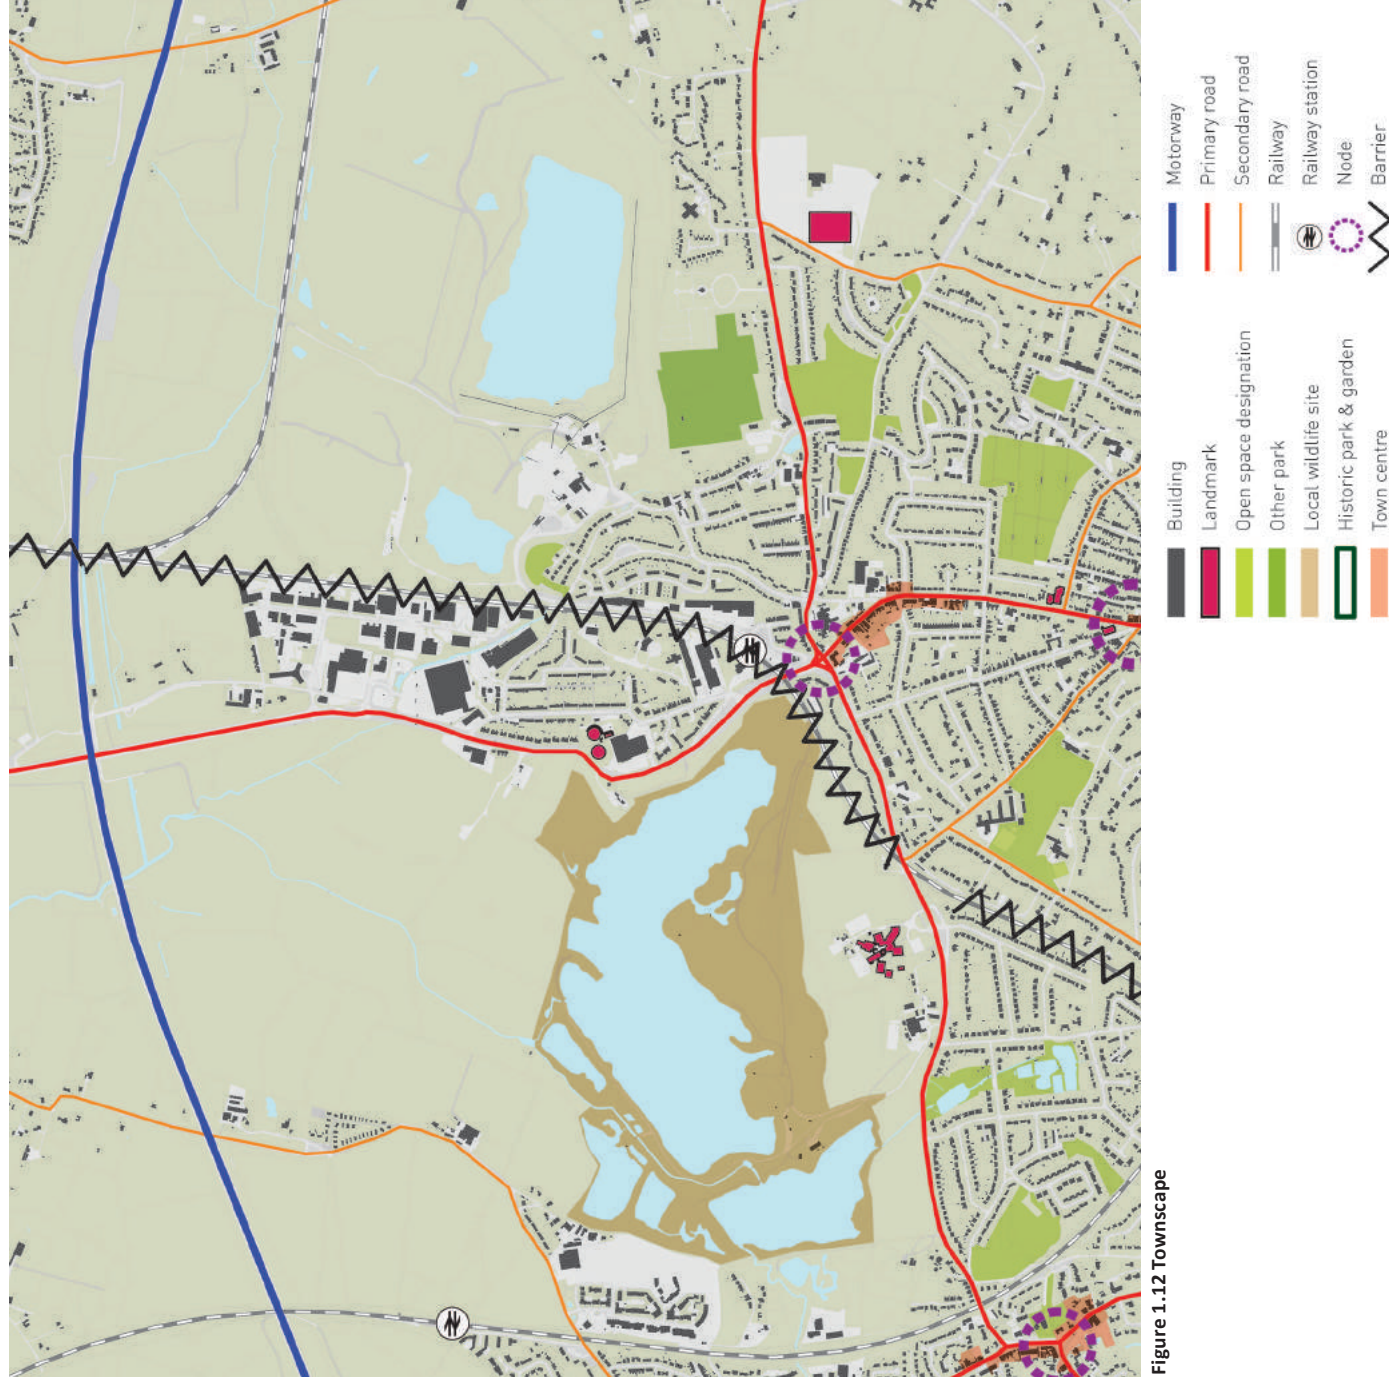 Figure 1.12 Townscape
Building
Landmark
Open space designation
Other park
Local wildlife site
Historic park & garden
Town centre
Motorway
Primary road
Secondary road
Railway
Railway station
Node
Barrier